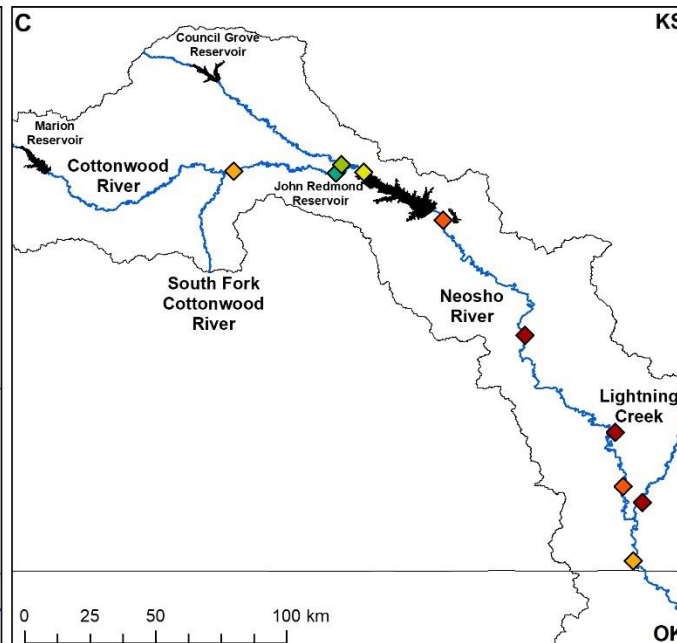 C
KS
Council Grove
Reservoir
Marion
Reservoir
Cottonwood
River
John Redmond
Reservoir
South Fork
Cottonwood
River
Neosho
River
Lightning
Creek
0 25 50 100 km
OK